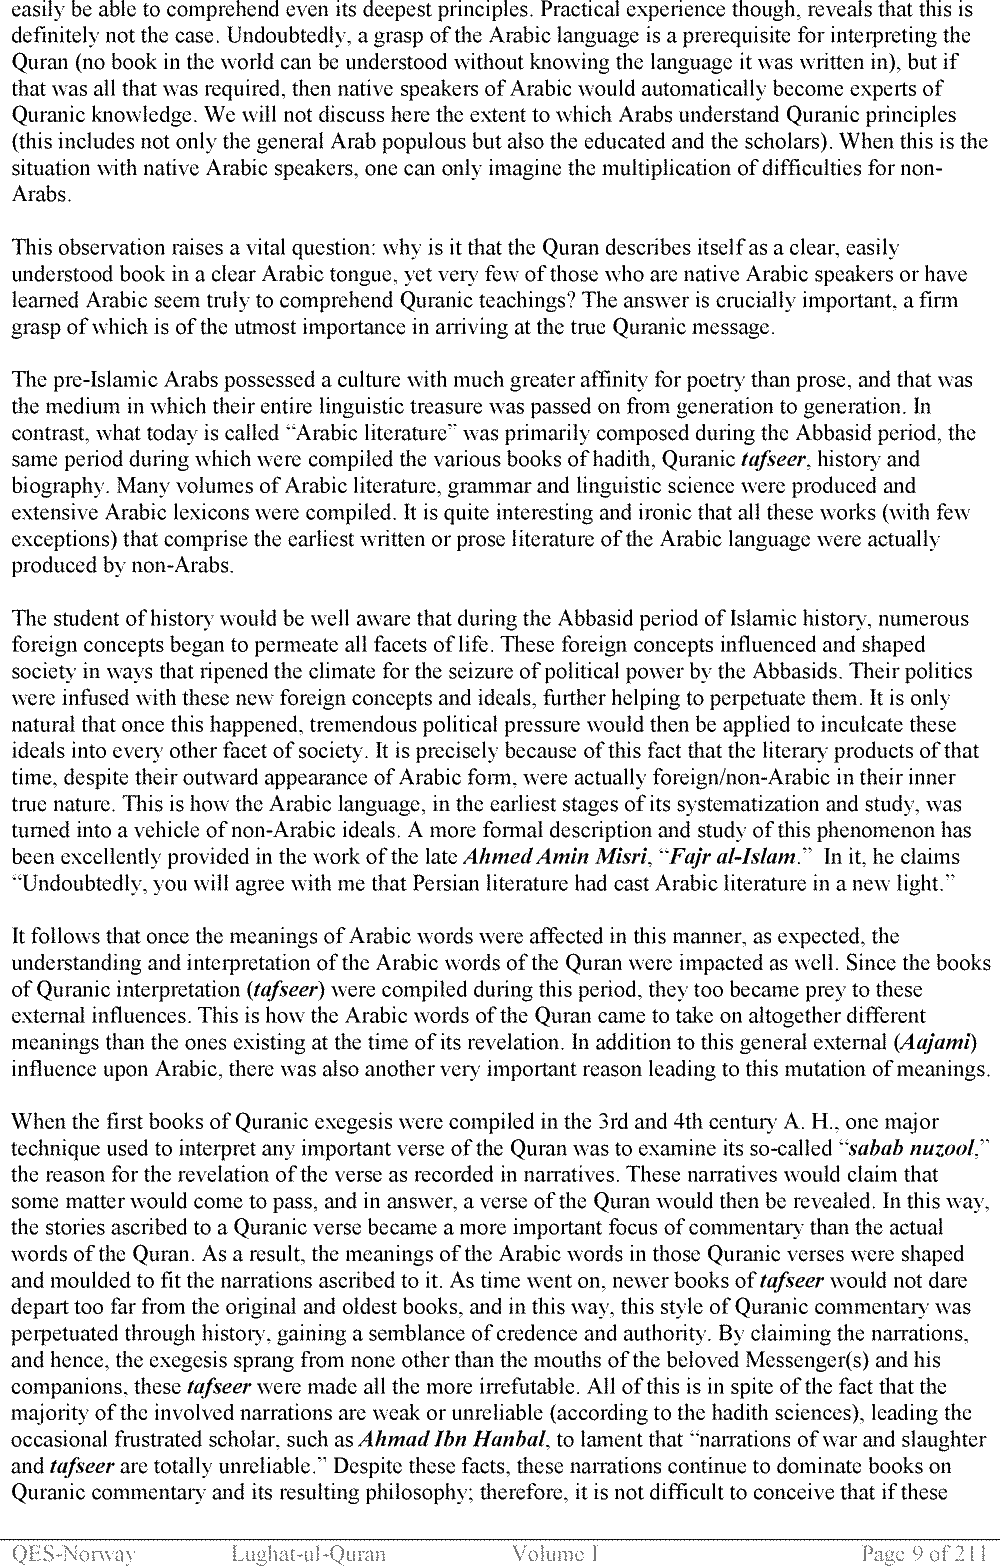 easily be able to comprehend even its deepest principles. Practical experience though, reveals that this is
definitely not the case. Undoubtedly, a grasp of the Arabic language is a prerequisite for interpreting the
Quran (no book in the world can be understood without knowing the language it was written in), but if
that was all that was required, then native speakers of Arabic would automatically become experts of
Quranic knowledge. We will not discuss here the extent to which Arabs understand Quranic principles
(this includes not only the general Arab populous but also the educated and the scholars). When this is the
situation with native Arabic speakers, one can only imagine the multiplication of difficulties for non-
Arabs.

This observation raises a vital question: why is it that the Quran describes itself as a clear, easily
understood book in a clear Arabic tongue, yet very few of those who are native Arabic speakers or have
learned Arabic seem truly to comprehend Quranic teachings? The answer is crucially important, a firm
grasp of which is of the utmost importance in arriving at the true Quranic message.

The pre-Islamic Arabs possessed a culture with much greater affinity for poetry than prose, and that was
the medium in which their entire linguistic treasure was passed on from generation to generation. In
contrast, what today is called “Arabic literature” was primarily composed during the Abbasid period, the
same period during which were compiled the various books of hadith, Quranic tafseer, history and
biography. Many volumes of Arabic literature, grammar and linguistic science were produced and
extensive Arabic lexicons were compiled. It is quite interesting and ironic that all these works (with few
exceptions) that comprise the earliest written or prose literature of the Arabic language were actually
produced by non-Arabs.

The student of history would be well aware that during the Abbasid period of Islamic history, numerous
foreign concepts began to permeate all facets of life. These foreign concepts influenced and shaped
society in ways that ripened the climate for the seizure of political power by the Abbasids. Their politics
were infused with these new foreign concepts and ideals, further helping to perpetuate them. It is only
natural that once this happened, tremendous political pressure would then be applied to inculcate these
ideals into every other facet of society. It is precisely because of this fact that the literary products of that
time, despite their outward appearance of Arabic form, were actually foreign/non-Arabic in their inner
true nature. This is how the Arabic language, in the earliest stages of its systematization and study, was
turned into a vehicle of non-Arabic ideals. A more formal description and study of this phenomenon has
been excellently provided in the work of the late Ahmed Amin Misri, “Fajr al-Islam.”  In it, he claims
“Undoubtedly, you will agree with me that Persian literature had cast Arabic literature in a new light.”

It follows that once the meanings of Arabic words were affected in this manner, as expected, the
understanding and interpretation of the Arabic words of the Quran were impacted as well. Since the books
of Quranic interpretation (tafseer) were compiled during this period, they too became prey to these
external influences. This is how the Arabic words of the Quran came to take on altogether different
meanings than the ones existing at the time of its revelation. In addition to this general external (Aajami)
influence upon Arabic, there was also another very important reason leading to this mutation of meanings.

When the first books of Quranic exegesis were compiled in the 3rd and 4th century A. H., one major
technique used to interpret any important verse of the Quran was to examine its so-called “sabab nuzool,”
the reason for the revelation of the verse as recorded in narratives. These narratives would claim that
some matter would come to pass, and in answer, a verse of the Quran would then be revealed. In this way,
the stories ascribed to a Quranic verse became a more important focus of commentary than the actual
words of the Quran. As a result, the meanings of the Arabic words in those Quranic verses were shaped
and moulded to fit the narrations ascribed to it. As time went on, newer books of tafseer would not dare
depart too far from the original and oldest books, and in this way, this style of Quranic commentary was
perpetuated through history, gaining a semblance of credence and authority. By claiming the narrations,
and hence, the exegesis sprang from none other than the mouths of the beloved Messenger(s) and his
companions, these tafseer were made all the more irrefutable. All of this is in spite of the fact that the
majority of the involved narrations are weak or unreliable (according to the hadith sciences), leading the
occasional frustrated scholar, such as Ahmad Ibn Hanbal, to lament that “narrations of war and slaughter
and tafseer are totally unreliable.” Despite these facts, these narrations continue to dominate books on
Quranic commentary and its resulting philosophy; therefore, it is not difficult to conceive that if these

QES-Norway Lughat-ul-Quran Volume I Page 9 of 211